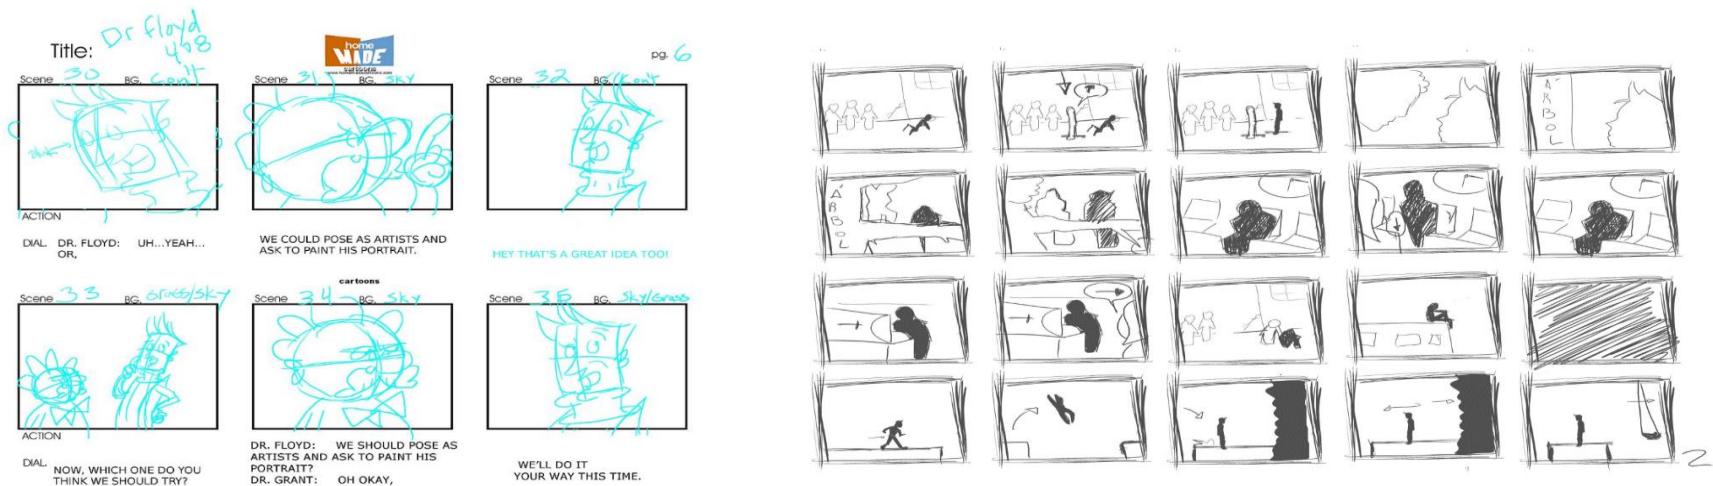 Title: Dr Floyd
408
home
MADE
pg. 6
Scene 30 BG. Con't
Scene 31 BG. SKY
Scene 32 BG. Con't
ACTION
DIAL. DR. FLOYD: UH...YEAH...
OR,
WE COULD POSE AS ARTISTS AND
ASK TO PAINT HIS PORTRAIT.
HEY THAT'S A GREAT IDEA TOO!
cartoons
Scene 33 BG. Grass/Sky
Scene 34 BG. SKY
Scene 35 BG. Sky/Grass
ACTION
DIAL. NOW, WHICH ONE DO YOU
THINK WE SHOULD TRY?
DR. FLOYD: WE SHOULD POSE AS
ARTISTS AND ASK TO PAINT HIS
PORTRAIT?
DR. GRANT: OH OKAY,
WE'LL DO IT
YOUR WAY THIS TIME.
ÁRBOL
ÁRBOL
2